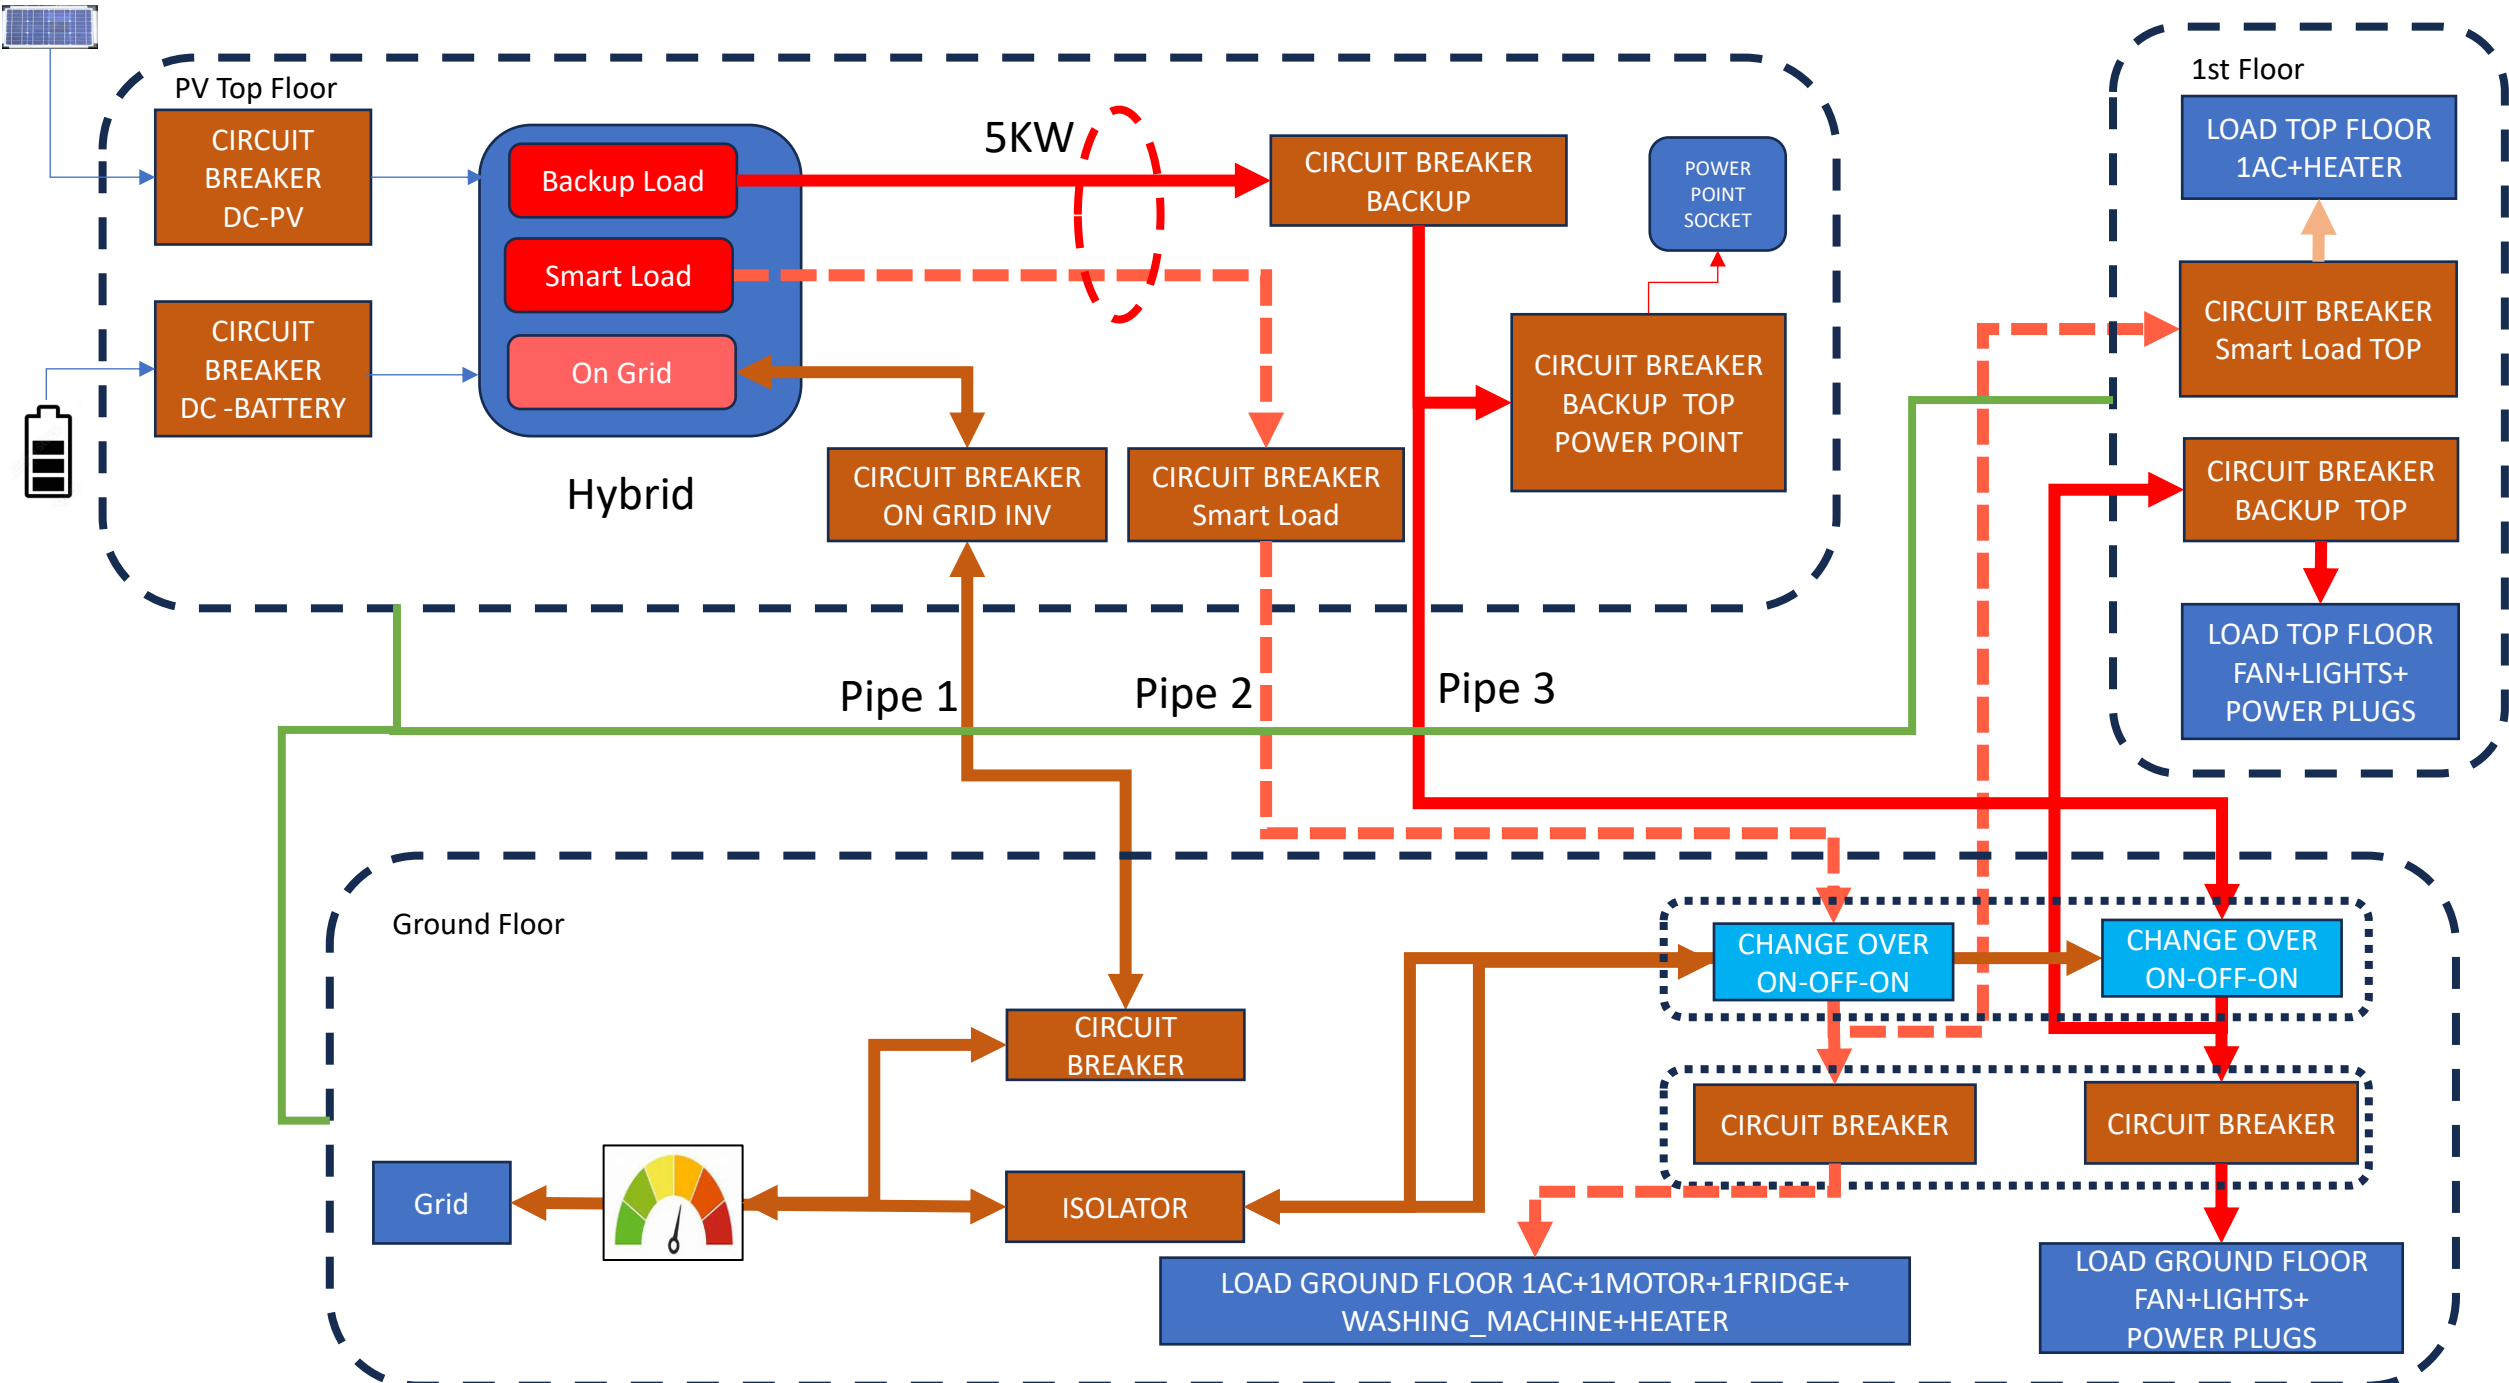 PV Top Floor
CIRCUIT
BREAKER
DC-PV
CIRCUIT
BREAKER
DC -BATTERY
Backup Load
Smart Load
On Grid
Hybrid
5KW
CIRCUIT BREAKER
BACKUP
POWER
POINT
SOCKET
CIRCUIT BREAKER
BACKUP  TOP
POWER POINT
CIRCUIT BREAKER
ON GRID INV
CIRCUIT BREAKER
Smart Load
1st Floor
LOAD TOP FLOOR
1AC+HEATER
CIRCUIT BREAKER
Smart Load TOP
CIRCUIT BREAKER
BACKUP  TOP
LOAD TOP FLOOR
FAN+LIGHTS+
POWER PLUGS
Pipe 1
Pipe 2
Pipe 3
Ground Floor
CHANGE OVER
ON-OFF-ON
CHANGE OVER
ON-OFF-ON
CIRCUIT
BREAKER
CIRCUIT BREAKER
CIRCUIT BREAKER
Grid
ISOLATOR
LOAD GROUND FLOOR 1AC+1MOTOR+1FRIDGE+
WASHING_MACHINE+HEATER
LOAD GROUND FLOOR
FAN+LIGHTS+
POWER PLUGS